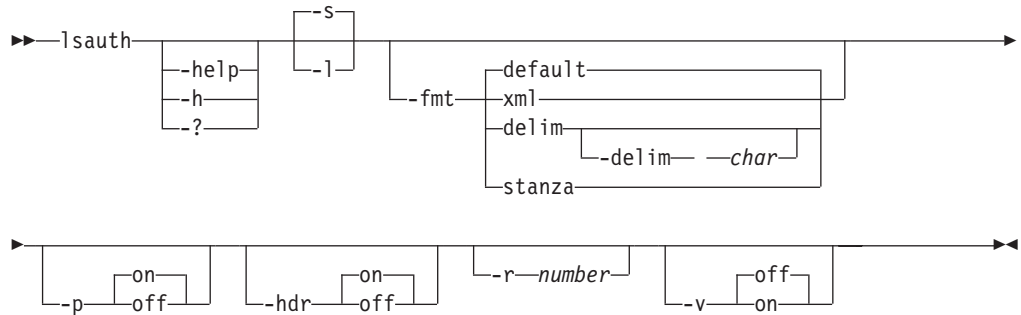 -s
lsauth
-help
-l
-h
-?
default
-fmt xml
delim
-delim char
stanza
on on -r number off
-p off -hdr off -v on